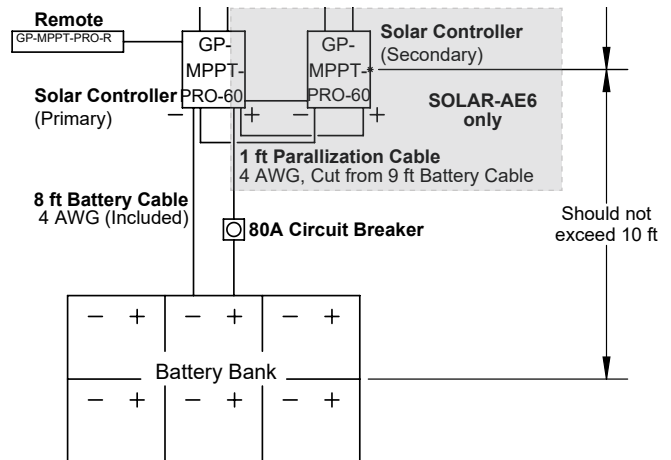 Remote
GP-MPPT-PRO-R
GP-
MPPT-
PRO-60
Solar Controller
(Primary)
− +
GP-
MPPT-*
PRO-60
− +
Solar Controller
(Secondary)
SOLAR-AE6
only
1 ft Parallization Cable
4 AWG, Cut from 9 ft Battery Cable
8 ft Battery Cable
4 AWG (Included)
80A Circuit Breaker
Should not
exceed 10 ft
− + − + − +
Battery Bank
− + − + − +